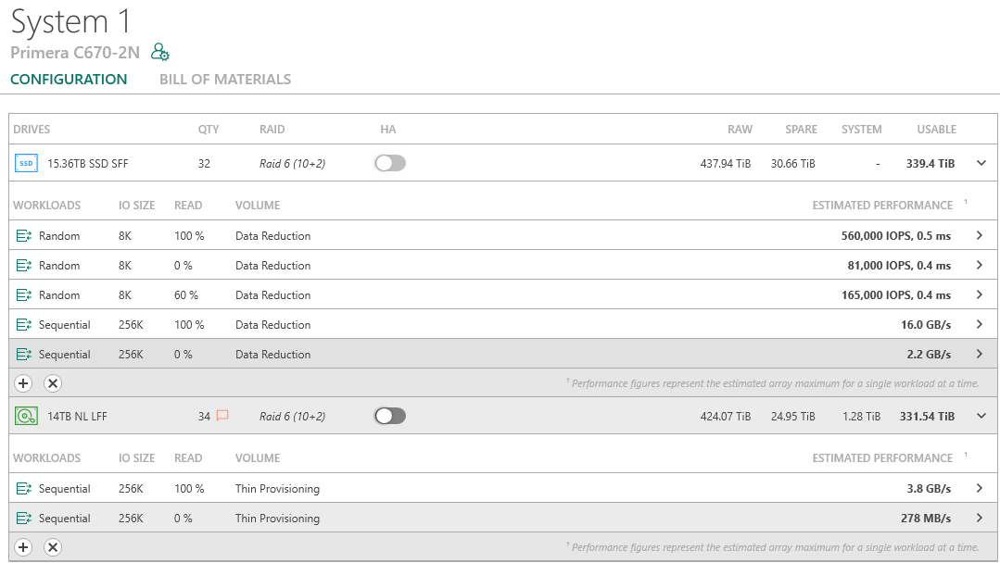 System 1
Primera C670-2N
CONFIGURATION BILL OF MATERIALS
DRIVES QTY RAID HA RAW SPARE SYSTEM USABLE
SSD 15.36TB SSD SFF 32 Raid 6 (10+2) 437.94 TiB 30.66 TiB - 339.4 TiB
WORKLOADS IO SIZE READ VOLUME ESTIMATED PERFORMANCE 1
Random 8K 100 % Data Reduction 560,000 IOPS, 0.5 ms
Random 8K 0 % Data Reduction 81,000 IOPS, 0.4 ms
Random 8K 60 % Data Reduction 165,000 IOPS, 0.4 ms
Sequential 256K 100 % Data Reduction 16.0 GB/s
Sequential 256K 0 % Data Reduction 2.2 GB/s
1 Performance figures represent the estimated array maximum for a single workload at a time.
14TB NL LFF 34 Raid 6 (10+2) 424.07 TiB 24.95 TiB 1.28 TiB 331.54 TiB
WORKLOADS IO SIZE READ VOLUME ESTIMATED PERFORMANCE 1
Sequential 256K 100 % Thin Provisioning 3.8 GB/s
Sequential 256K 0 % Thin Provisioning 278 MB/s
1 Performance figures represent the estimated array maximum for a single workload at a time.